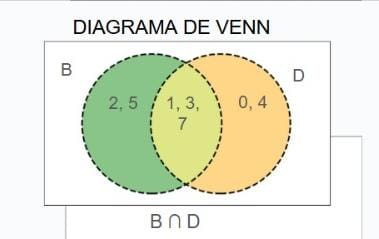 DIAGRAMA DE VENN
B
D
2, 5
1, 3,
7
0, 4
B ∩ D